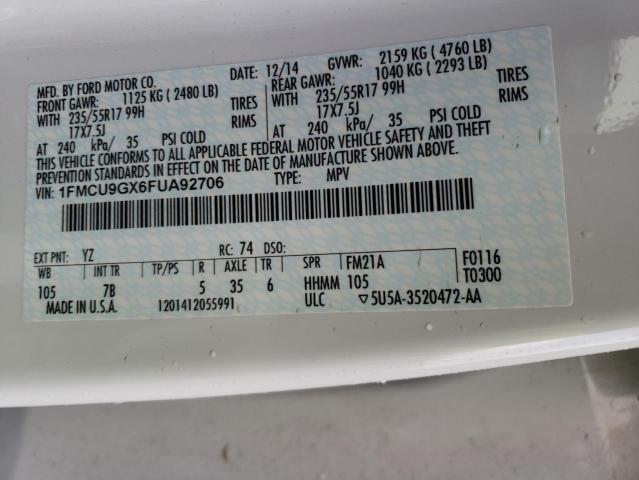 MFD. BY FORD MOTOR CO. DATE: 12/14 GVWR: 2159 KG ( 4760 LB)
FRONT GAWR: 1125 KG ( 2480 LB) REAR GAWR: 1040 KG ( 2293 LB)
WITH 235/55R17 99H TIRES WITH 235/55R17 99H TIRES
17X7.5J RIMS 17X7.5J RIMS
AT 240 kPa/ 35 PSI COLD AT 240 kPa/ 35 PSI COLD
THIS VEHICLE CONFORMS TO ALL APPLICABLE FEDERAL MOTOR VEHICLE SAFETY AND THEFT
PREVENTION STANDARDS IN EFFECT ON THE DATE OF MANUFACTURE SHOWN ABOVE.
VIN: 1FMCU9GX6FUA92706 TYPE: MPV
EXT PNT: YZ RC: 74 DSO:
WB INT TR TP/PS R AXLE TR SPR FM21A F0116
105 7B 5 35 6 HHMM 105 T0300
MADE IN U.S.A. 1201412055991 ULC ▽5U5A-3520472-AA